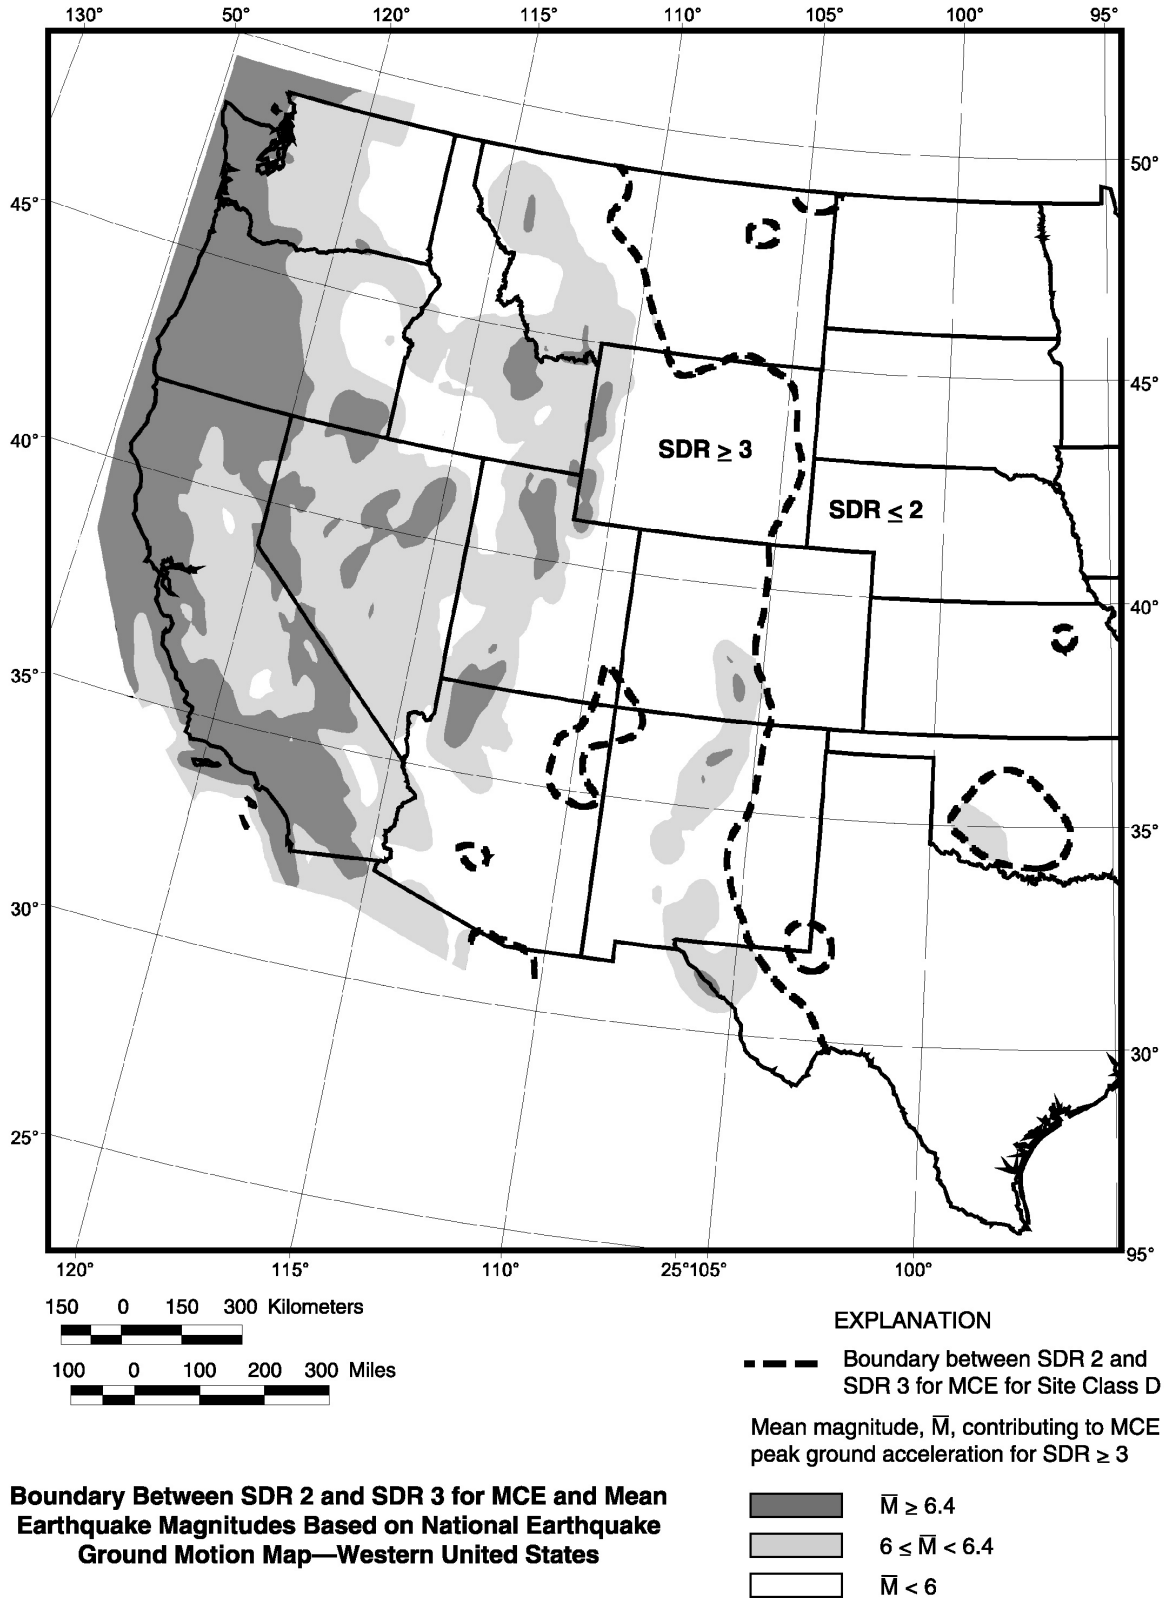 130° 50° 120° 115° 110° 105° 100° 95°
50°
45°
45°
40°
SDR ≥ 3
SDR ≤ 2
40°
35°
35°
30°
30°
25°
95°
120° 115° 110° 25°105° 100°
150 0 150 300 Kilometers
100 0 100 200 300 Miles
EXPLANATION
Boundary between SDR 2 and
SDR 3 for MCE for Site Class D
Mean magnitude, M̅, contributing to MCE
peak ground acceleration for SDR ≥ 3
M̅ ≥ 6.4
6 ≤ M̅ < 6.4
M̅ < 6
Boundary Between SDR 2 and SDR 3 for MCE and Mean
Earthquake Magnitudes Based on National Earthquake
Ground Motion Map—Western United States